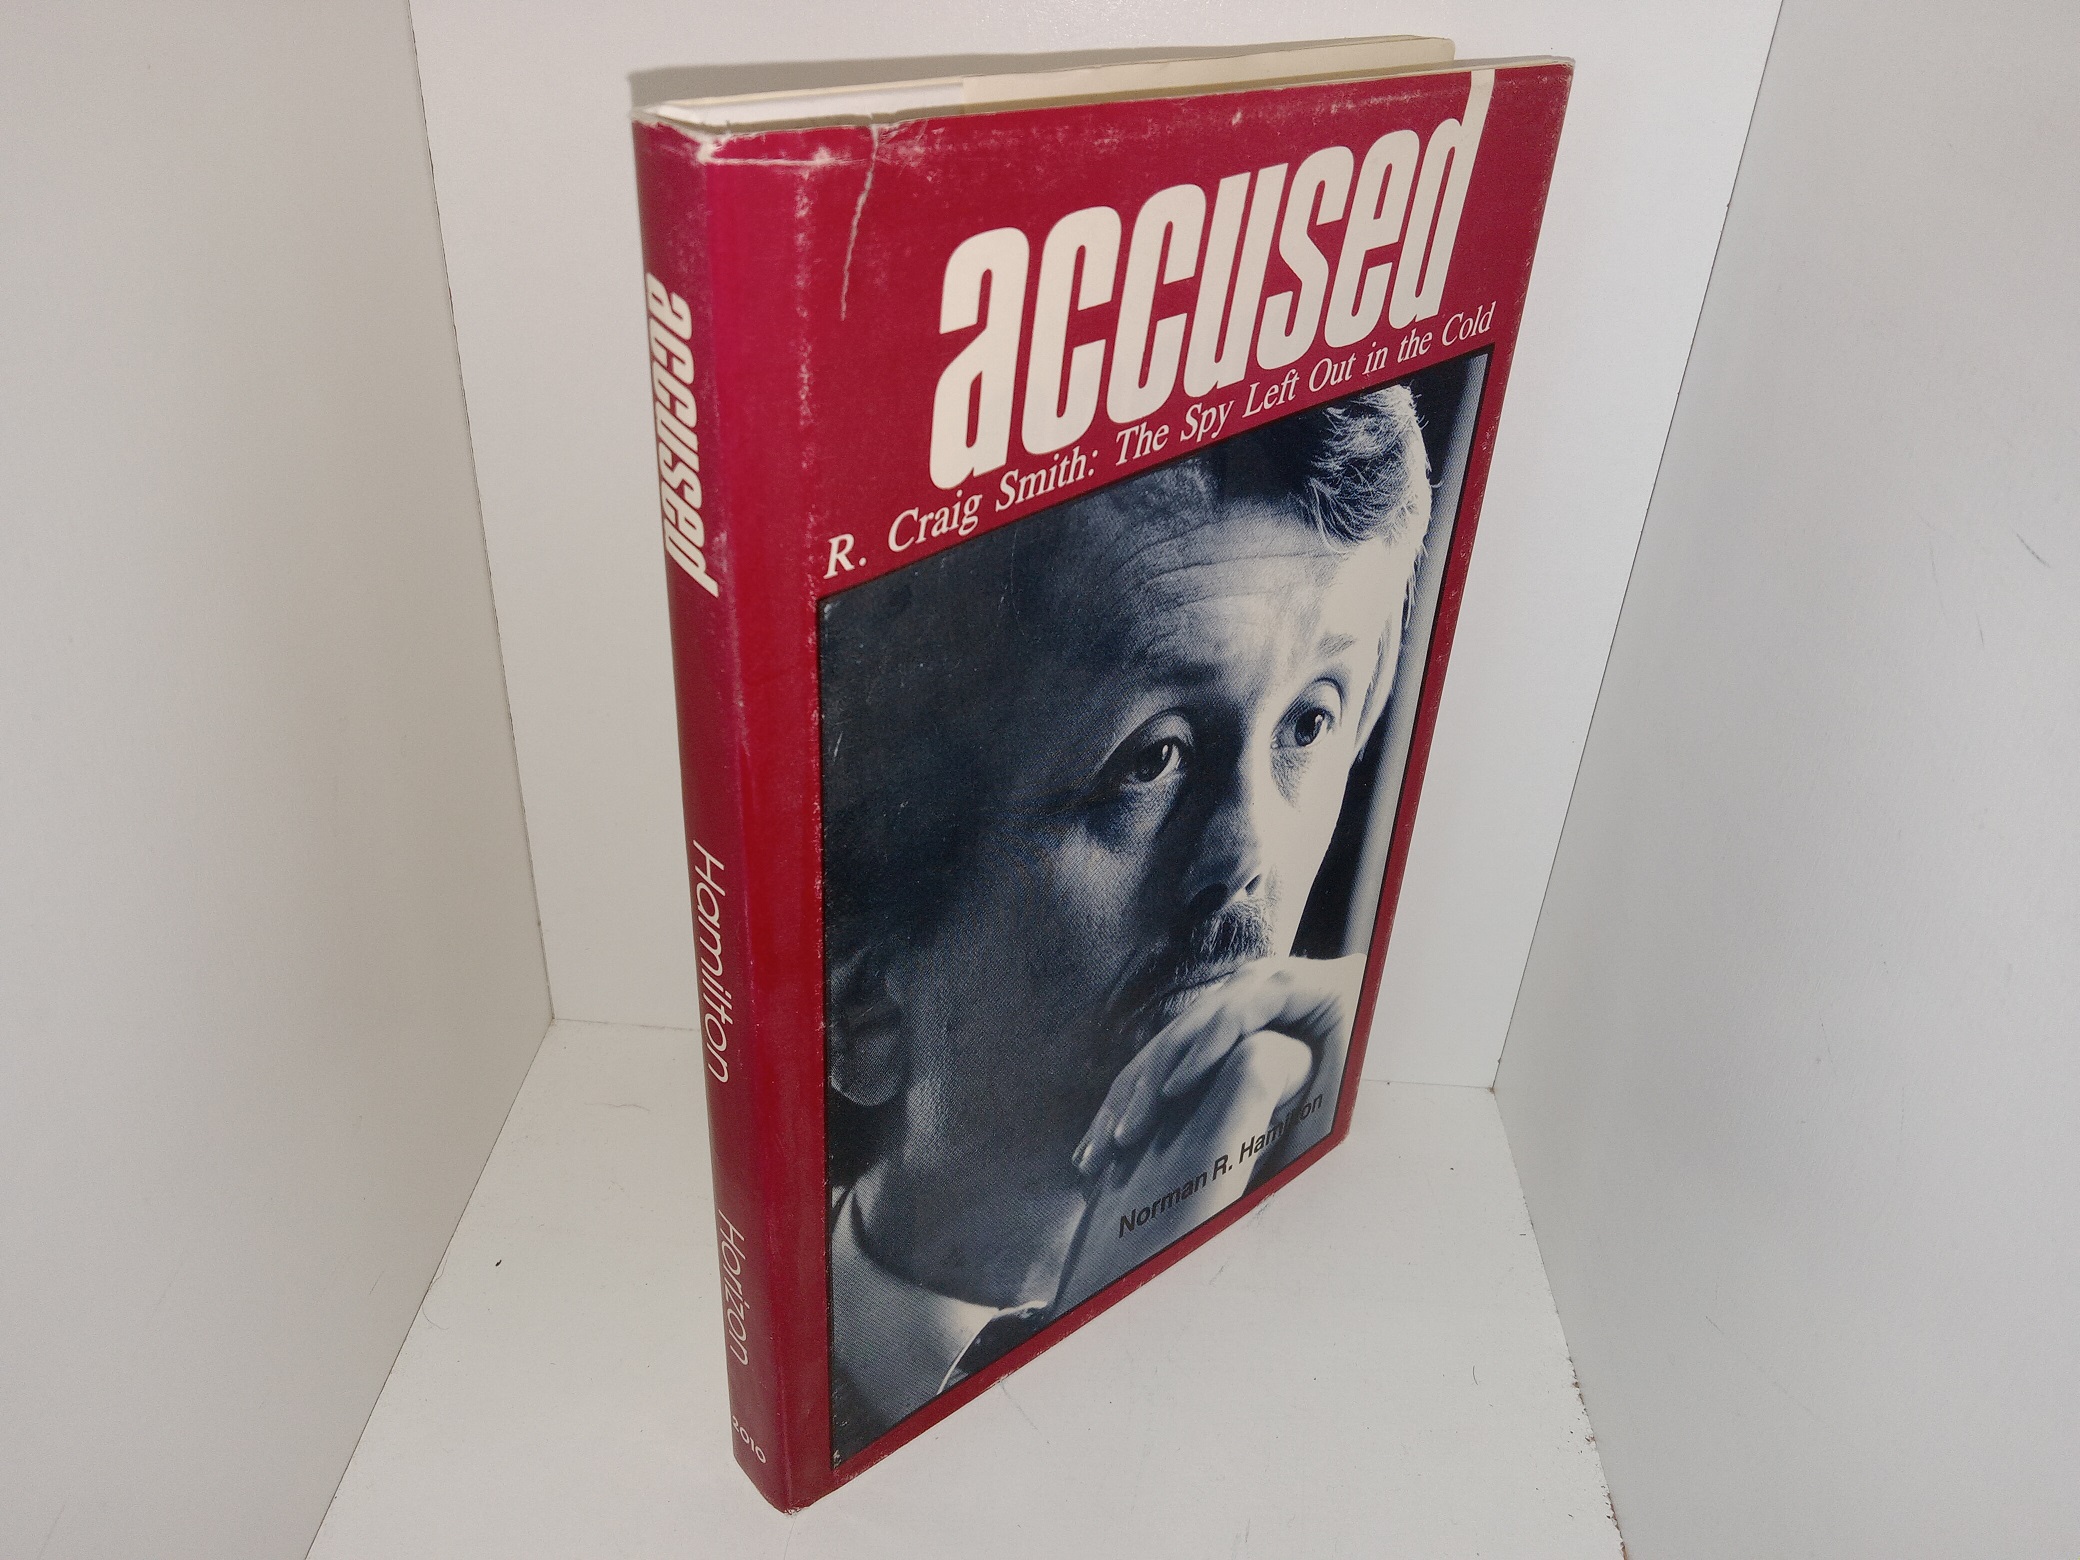 accused
R. Craig Smith: The Spy Left Out in the Cold
Norman R. Hamilton
accused
Hamilton
Horizon
2010